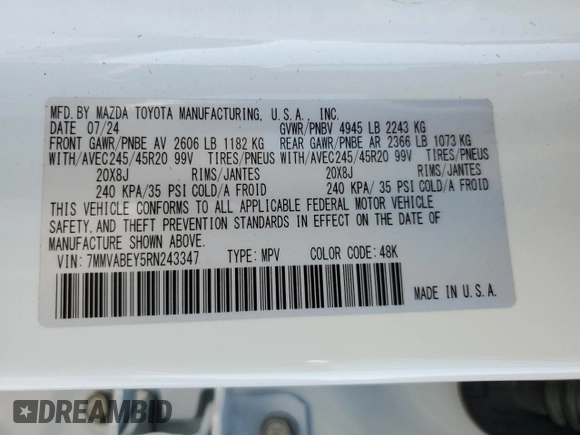 MFD. BY MAZDA TOYOTA MANUFACTURING, U.S.A., INC.
DATE 07/24 GVWR/PNBV 4945 LB 2243 KG
FRONT GAWR/PNBE AV 2606 LB 1182 KG REAR GAWR/PNBE AR 2366 LB 1073 KG
WITH/AVEC245/45R20 99V TIRES/PNEUS WITH/AVEC245/45R20 99V TIRES/PNEUS
20X8J RIMS/JANTES 20X8J RIMS/JANTES
240 KPA/35 PSI COLD/A FROID 240 KPA/ 35 PSI COLD/A FROID
THIS VEHICLE CONFORMS TO ALL APPLICABLE FEDERAL MOTOR VEHICLE
SAFETY, AND THEFT PREVENTION STANDARDS IN EFFECT ON THE DATE OF
MANUFACTURE SHOWN ABOVE.
VIN: 7MMVABEY5RN243347 TYPE: MPV COLOR CODE: 48K
MADE IN U.S.A.
DREAMBID